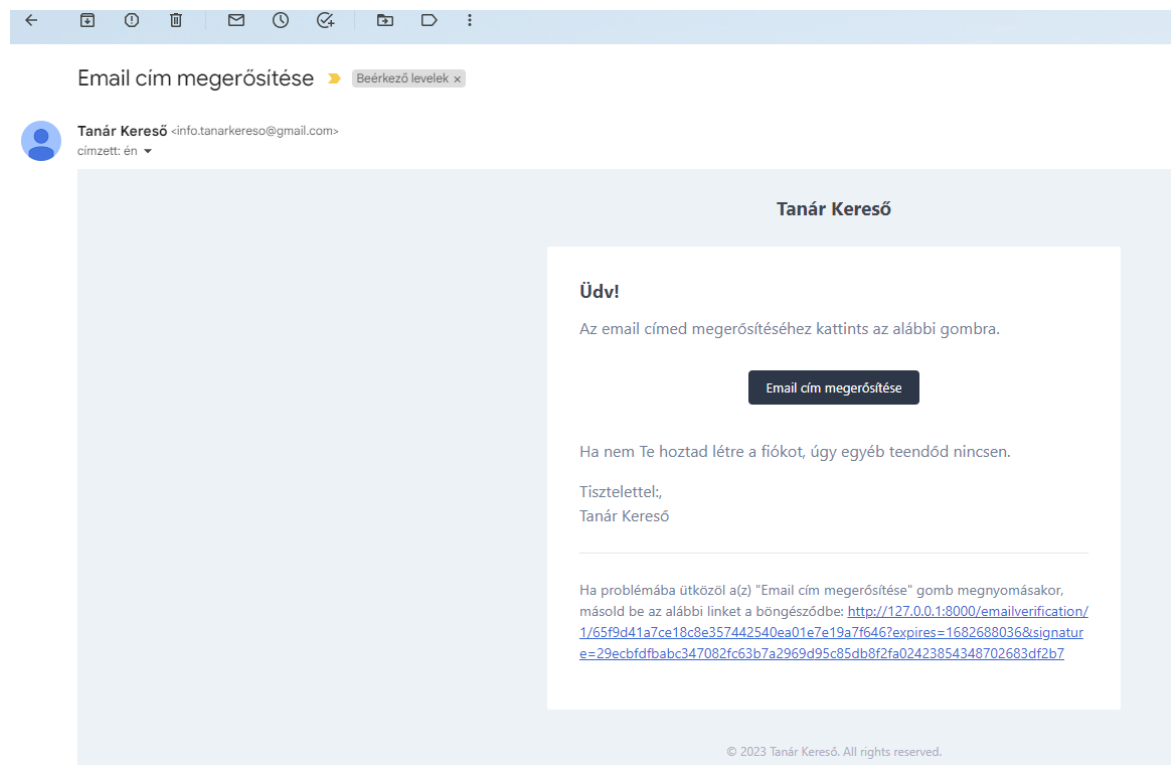 Email cím megerősítése
Beérkező levelek ×
Tanár Kereső <info.tanarkereso@gmail.com>
címzett: én
Tanár Kereső
Üdv!
Az email címed megerősítéséhez kattints az alábbi gombra.
Email cím megerősítése
Ha nem Te hoztad létre a fiókot, úgy egyéb teendőd nincsen.
Tisztelettel:,
Tanár Kereső
Ha problémába ütközöl a(z) "Email cím megerősítése" gomb megnyomásakor,
másold be az alábbi linket a böngésződbe: http://127.0.0.1:8000/emailverification/
1/65f9d41a7ce18c8e357442540ea01e7e19a7f646?expires=1682688036&signatur
e=29ecbfdfbabc347082fc63b7a2969d95c85db8f2fa02423854348702683df2b7
© 2023 Tanár Kereső. All rights reserved.